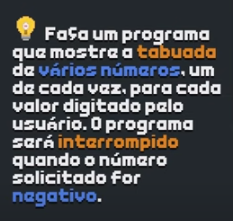 Faça um programa
que mostre a tabuada
de vários números, um
de cada vez, para cada
valor digitado pelo
usuário. O programa
será interrompido
quando o número
solicitado for
negativo.